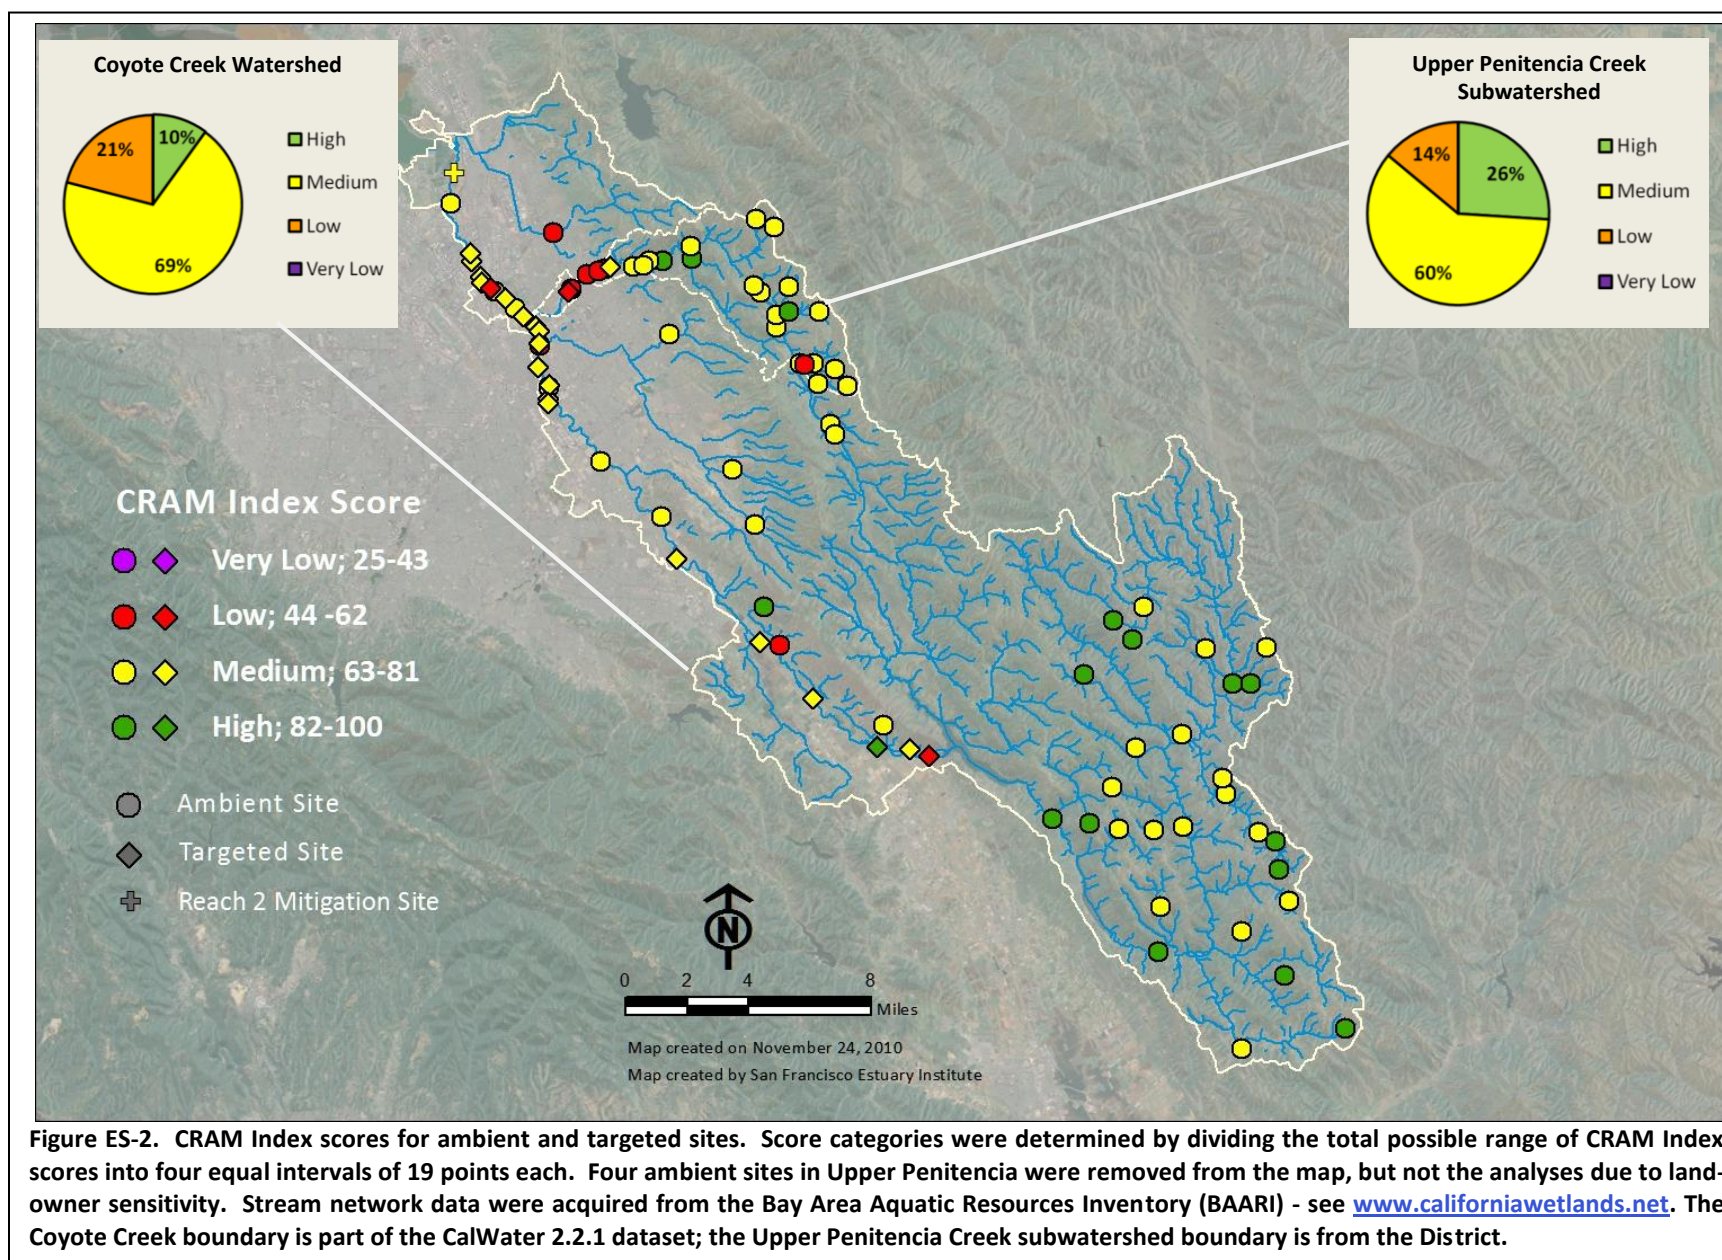 Coyote Creek Watershed
10%
21%
69%
High
Medium
Low
Very Low
Upper Penitencia Creek
Subwatershed
14%
26%
60%
High
Medium
Low
Very Low
CRAM Index Score
Very Low; 25-43
Low; 44 -62
Medium; 63-81
High; 82-100
Ambient Site
Targeted Site
Reach 2 Mitigation Site
N
0 2 4 8
Miles
Map created on November 24, 2010
Map created by San Francisco Estuary Institute
Figure ES-2. CRAM Index scores for ambient and targeted sites. Score categories were determined by dividing the total possible range of CRAM Index
scores into four equal intervals of 19 points each. Four ambient sites in Upper Penitencia were removed from the map, but not the analyses due to land-
owner sensitivity. Stream network data were acquired from the Bay Area Aquatic Resources Inventory (BAARI) - see www.californiawetlands.net. The
Coyote Creek boundary is part of the CalWater 2.2.1 dataset; the Upper Penitencia Creek subwatershed boundary is from the District.